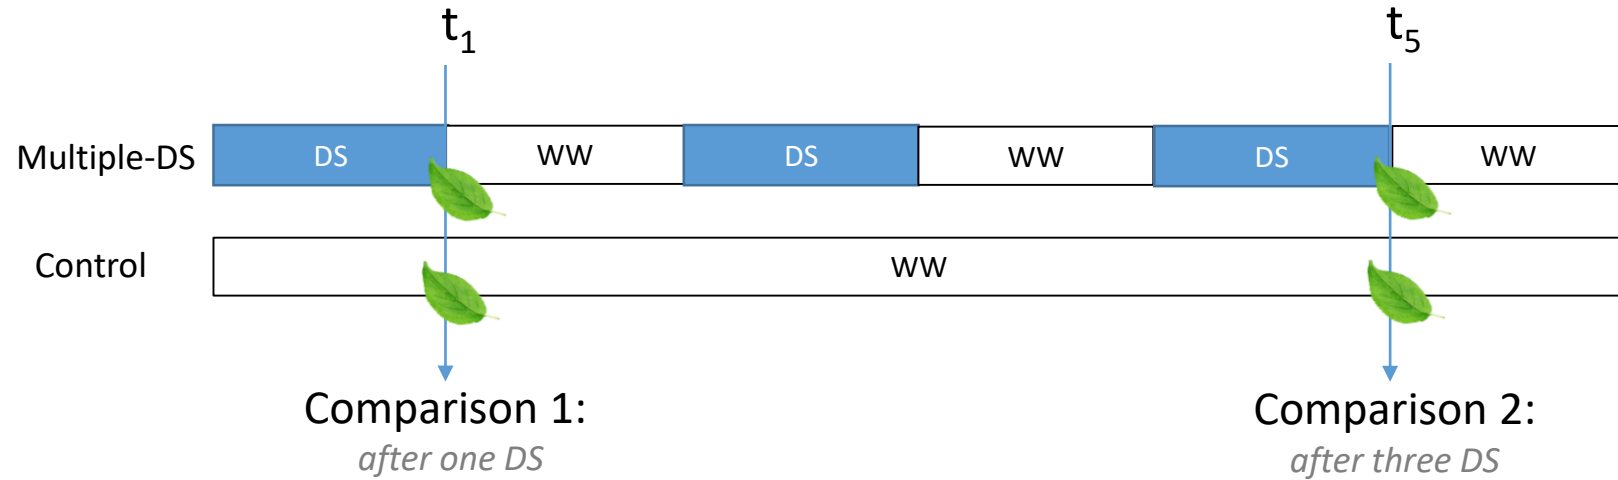 t₁ t₅
Multiple-DS DS WW DS WW DS WW
Control WW
Comparison 1: Comparison 2:
after one DS after three DS